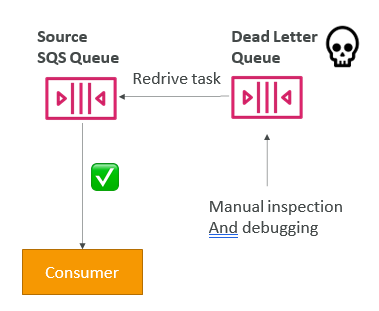 Source
SQS Queue
Dead Letter
Queue
Redrive task
Manual inspection
And debugging
Consumer